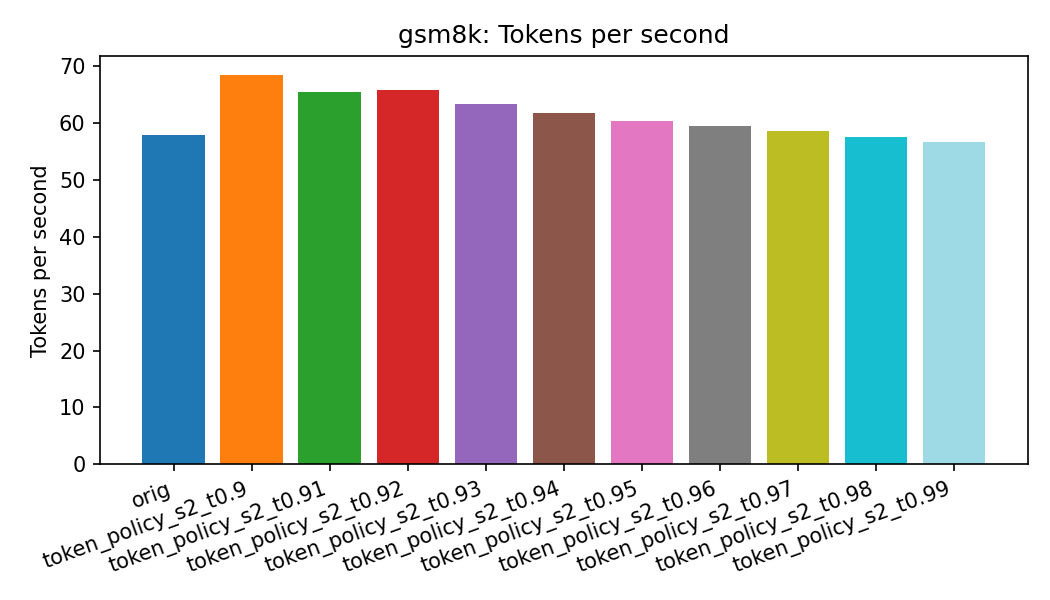 gsm8k: Tokens per second
Tokens per second
70
60
50
40
30
20
10
0
orig
token_policy_s2_t0.9
token_policy_s2_t0.91
token_policy_s2_t0.92
token_policy_s2_t0.93
token_policy_s2_t0.94
token_policy_s2_t0.95
token_policy_s2_t0.96
token_policy_s2_t0.97
token_policy_s2_t0.98
token_policy_s2_t0.99